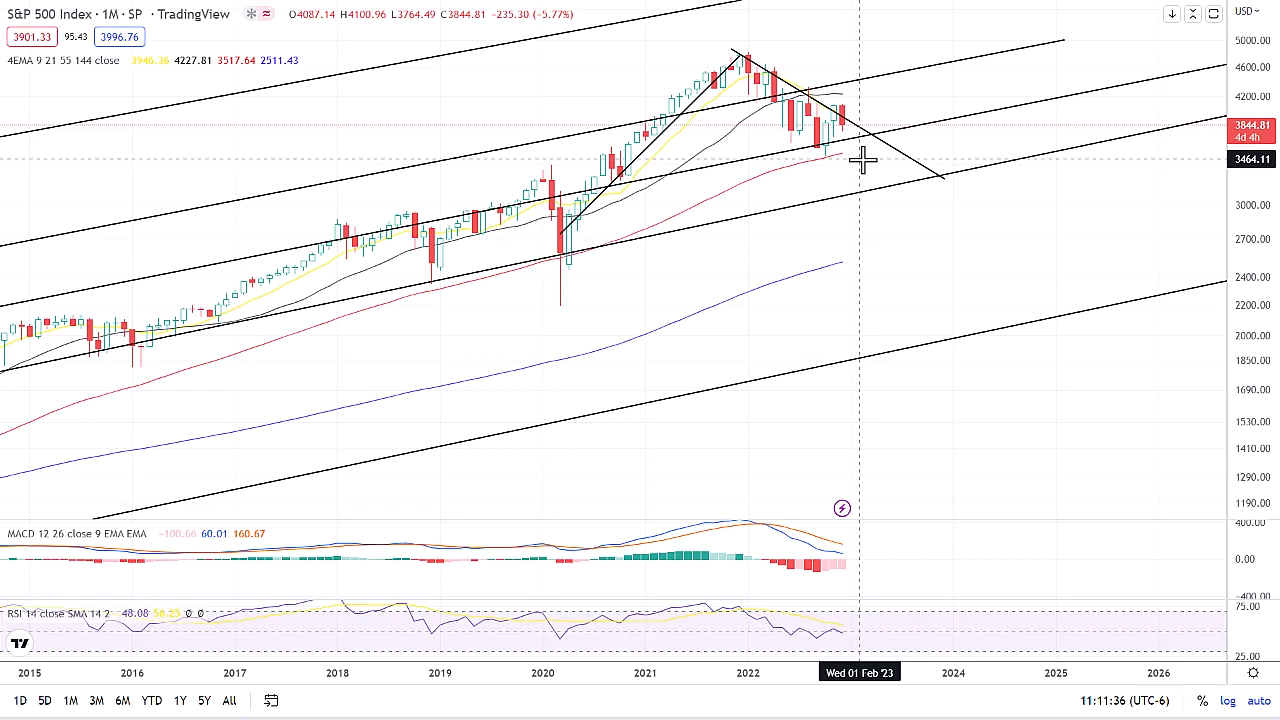 S&P 500 Index · 1M · SP · TradingView O4087.14 H4100.96 L3764.49 C3844.81 −235.30 (−5.77%) USD
3901.33 95.43 3996.76
4EMA 9 21 55 144 close 3946.36 4227.81 3517.64 2511.43
5000.00
4600.00
4200.00
3844.81
4d 4h
3464.11
3000.00
2700.00
2400.00
2200.00
2000.00
1850.00
1690.00
1530.00
1410.00
1290.00
1190.00
MACD 12 26 close 9 EMA EMA −100.66 60.01 160.67
400.00
0.00
−400.00
RSI 14 close SMA 14 2 48.08 56.25 ∅ ∅
75.00
25.00
2015 2016 2017 2018 2019 2020 2021 2022 Wed 01 Feb '23 2024 2025 2026
1D 5D 1M 3M 6M YTD 1Y 5Y All 11:11:36 (UTC-6) % log auto